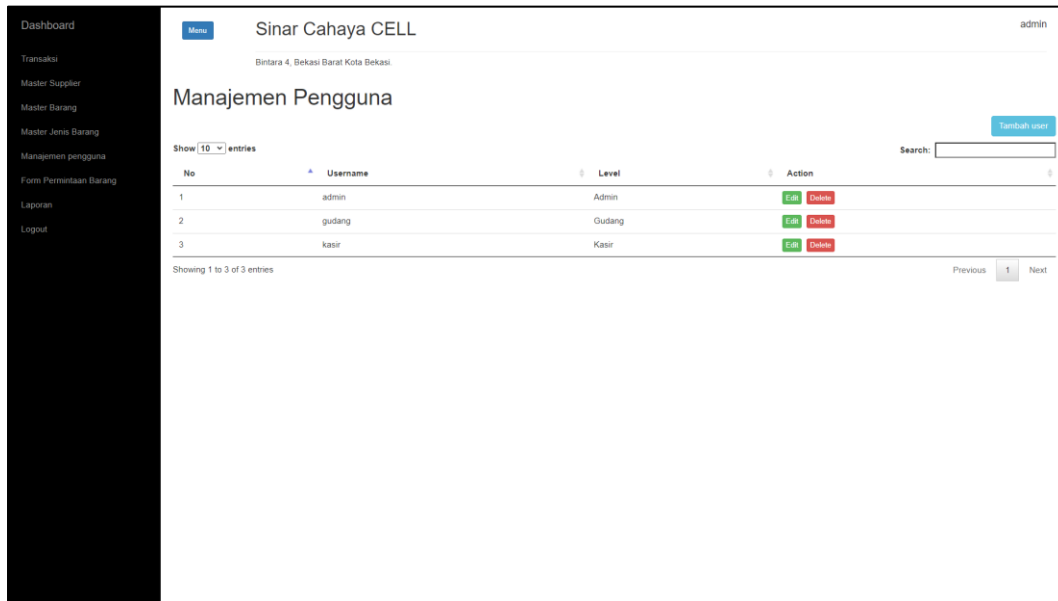 Dashboard
Transaksi
Master Supplier
Master Barang
Master Jenis Barang
Manajemen pengguna
Form Permintaan Barang
Laporan
Logout
Menu
Sinar Cahaya CELL
admin
Bintara 4, Bekasi Barat Kota Bekasi.
Manajemen Pengguna
Tambah user
Show 10 entries
Search:
No Username Level Action
1 admin Admin Edit Delete
2 gudang Gudang Edit Delete
3 kasir Kasir Edit Delete
Showing 1 to 3 of 3 entries
Previous 1 Next